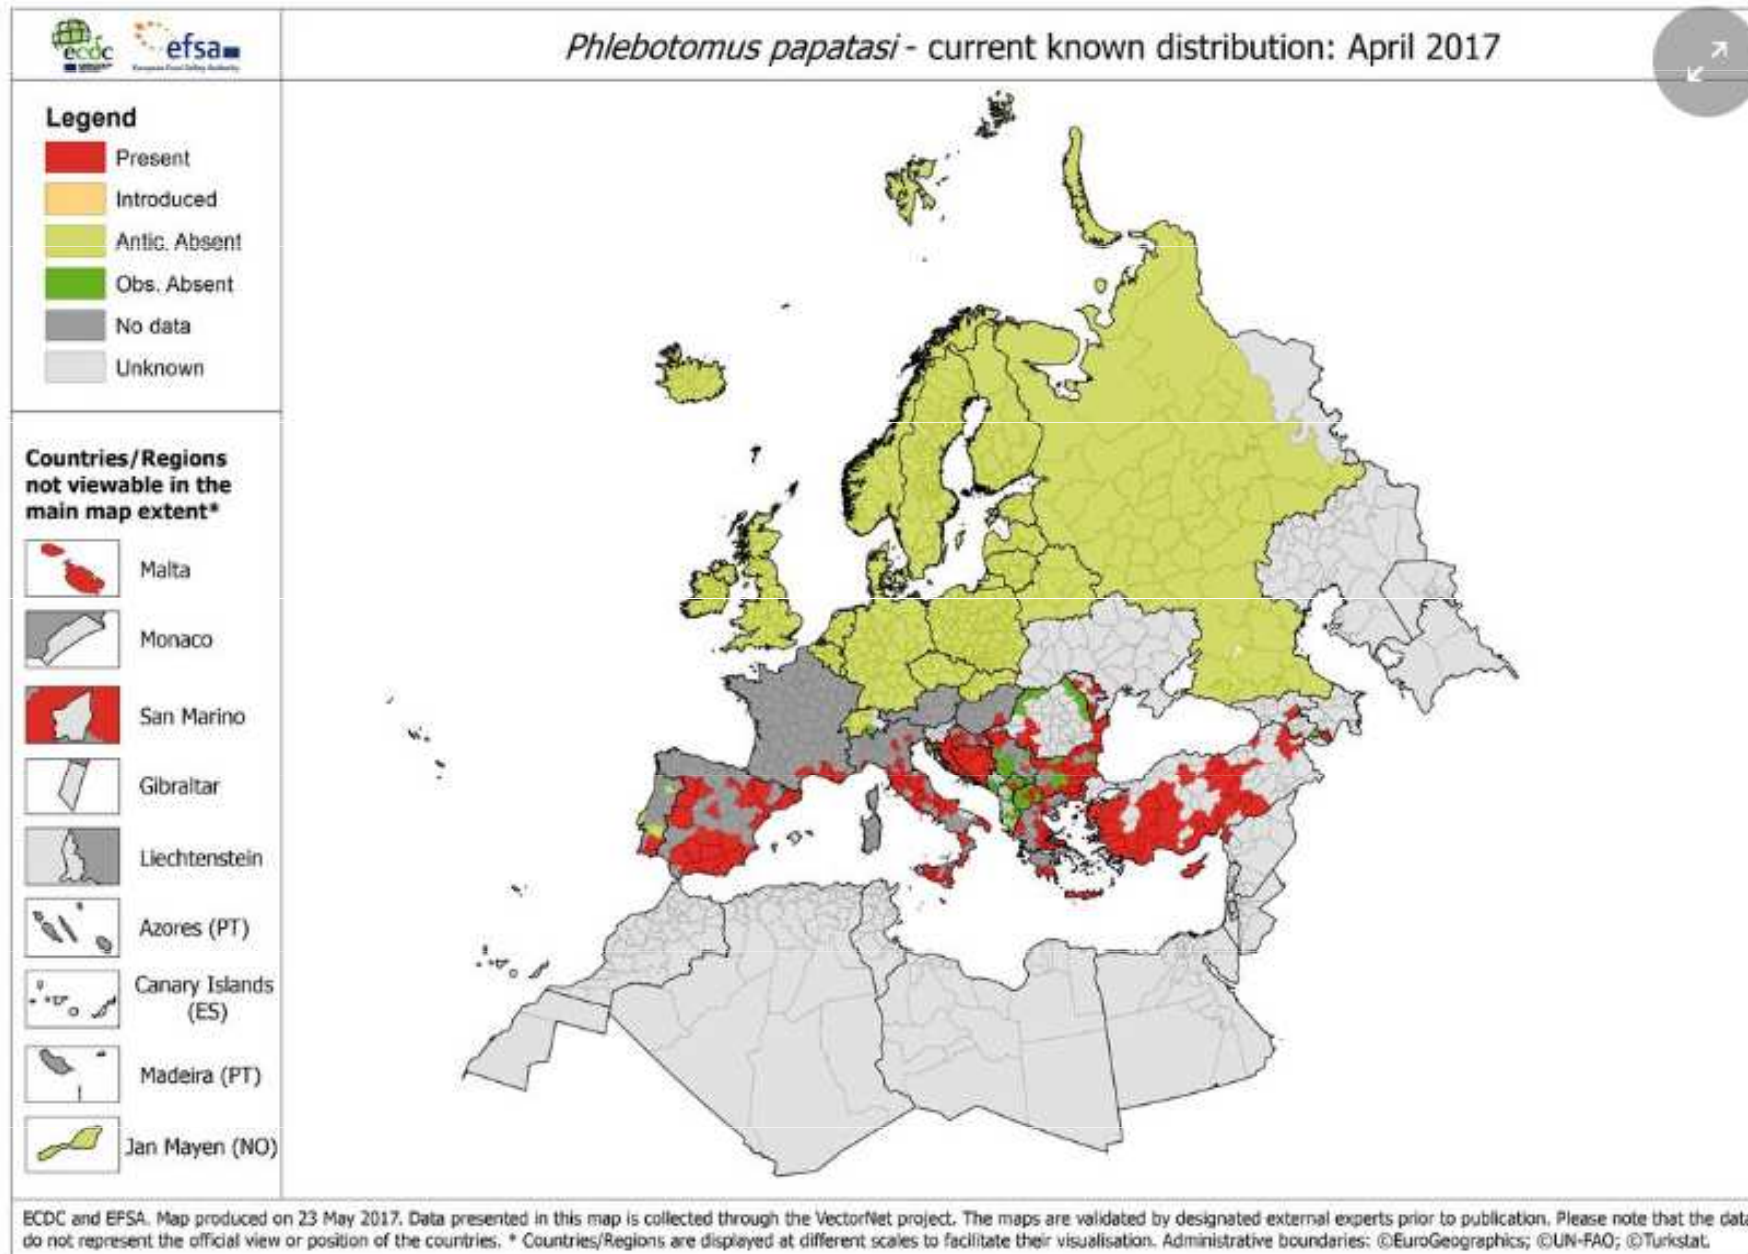 ecdc
efsa
European Food Safety Authority
Phlebotomus papatasi - current known distribution: April 2017
Legend
Present
Introduced
Antic. Absent
Obs. Absent
No data
Unknown
Countries/Regions
not viewable in the
main map extent*
Malta
Monaco
San Marino
Gibraltar
Liechtenstein
Azores (PT)
Canary Islands
(ES)
Madeira (PT)
Jan Mayen (NO)
ECDC and EFSA. Map produced on 23 May 2017. Data presented in this map is collected through the VectorNet project. The maps are validated by designated external experts prior to publication. Please note that the data
do not represent the official view or position of the countries. * Countries/Regions are displayed at different scales to facilitate their visualisation. Administrative boundaries: ©EuroGeographics; ©UN-FAO; ©Turkstat.